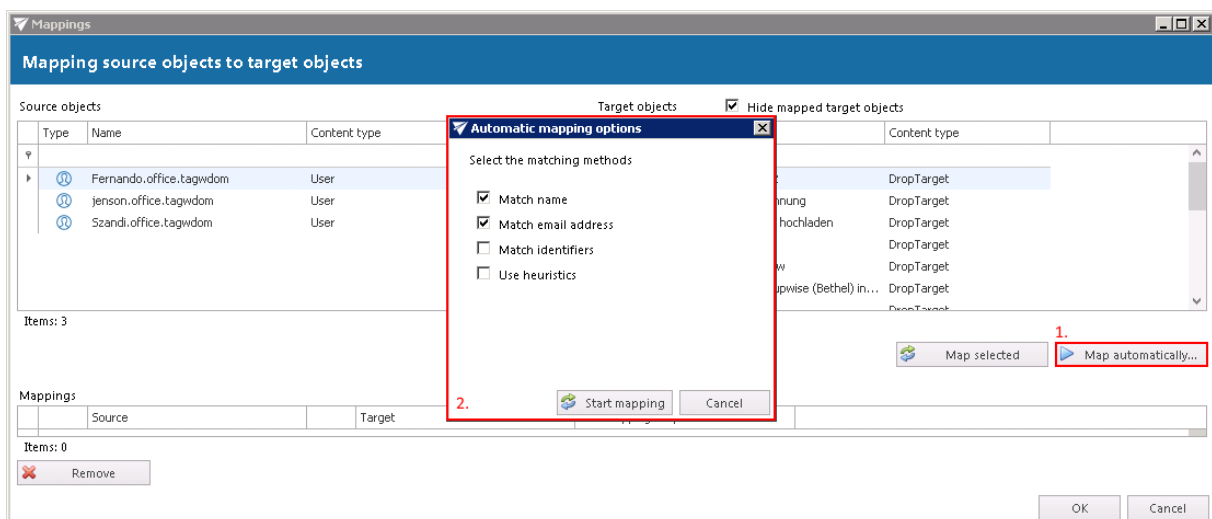 Mappings
Mapping source objects to target objects
Source objects
Target objects
Hide mapped target objects
Type Name Content type
Content type
Fernando.office.tagwdom User
DropTarget
jenson.office.tagwdom User
DropTarget
Szandi.office.tagwdom User
hochladen DropTarget
DropTarget
DropTarget
(Bethel) in... DropTarget
DropTarget
Items: 3
Automatic mapping options
Select the matching methods
Match name
Match email address
Match identifiers
Use heuristics
2.
Start mapping
Cancel
1.
Map selected
Map automatically...
Mappings
Source Target
Items: 0
Remove
OK
Cancel